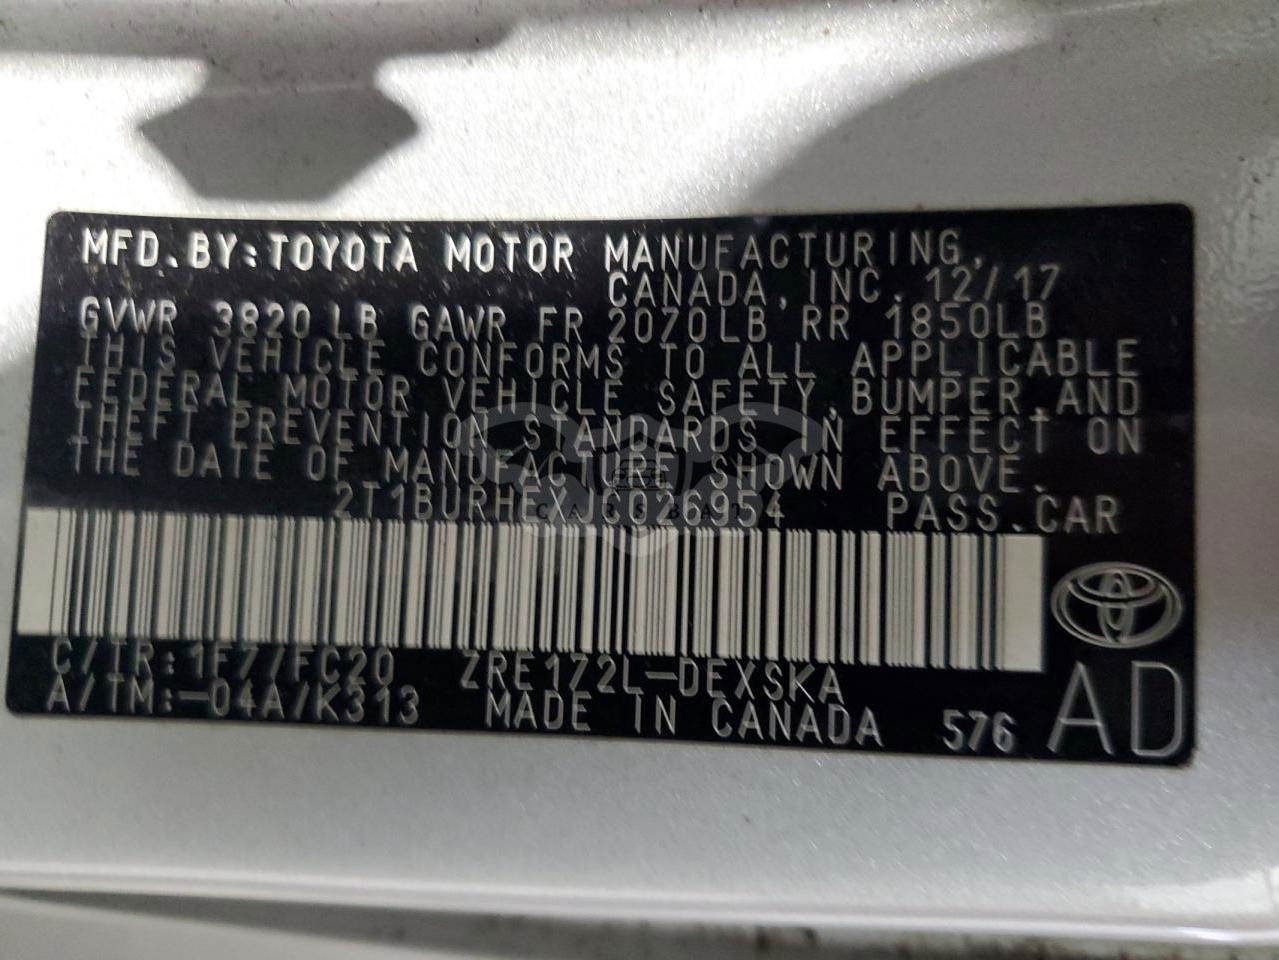 MFD.BY:TOYOTA MOTOR MANUFACTURING,
CANADA,INC. 12/17
GVWR 3820LB GAWR FR 2070LB RR 1850LB
THIS VEHICLE CONFORMS TO ALL APPLICABLE
FEDERAL MOTOR VEHICLE SAFETY,BUMPER,AND
THEFT PREVENTION STANDARDS IN EFFECT ON
THE DATE OF MANUFACTURE SHOWN ABOVE.
2T1BURHEXJC026954 PASS.CAR
CARSBAT
C/TR:1F7/FC20 ZRE172L-DEXSKA
A/TM:-04A/K313 MADE IN CANADA 576 AD